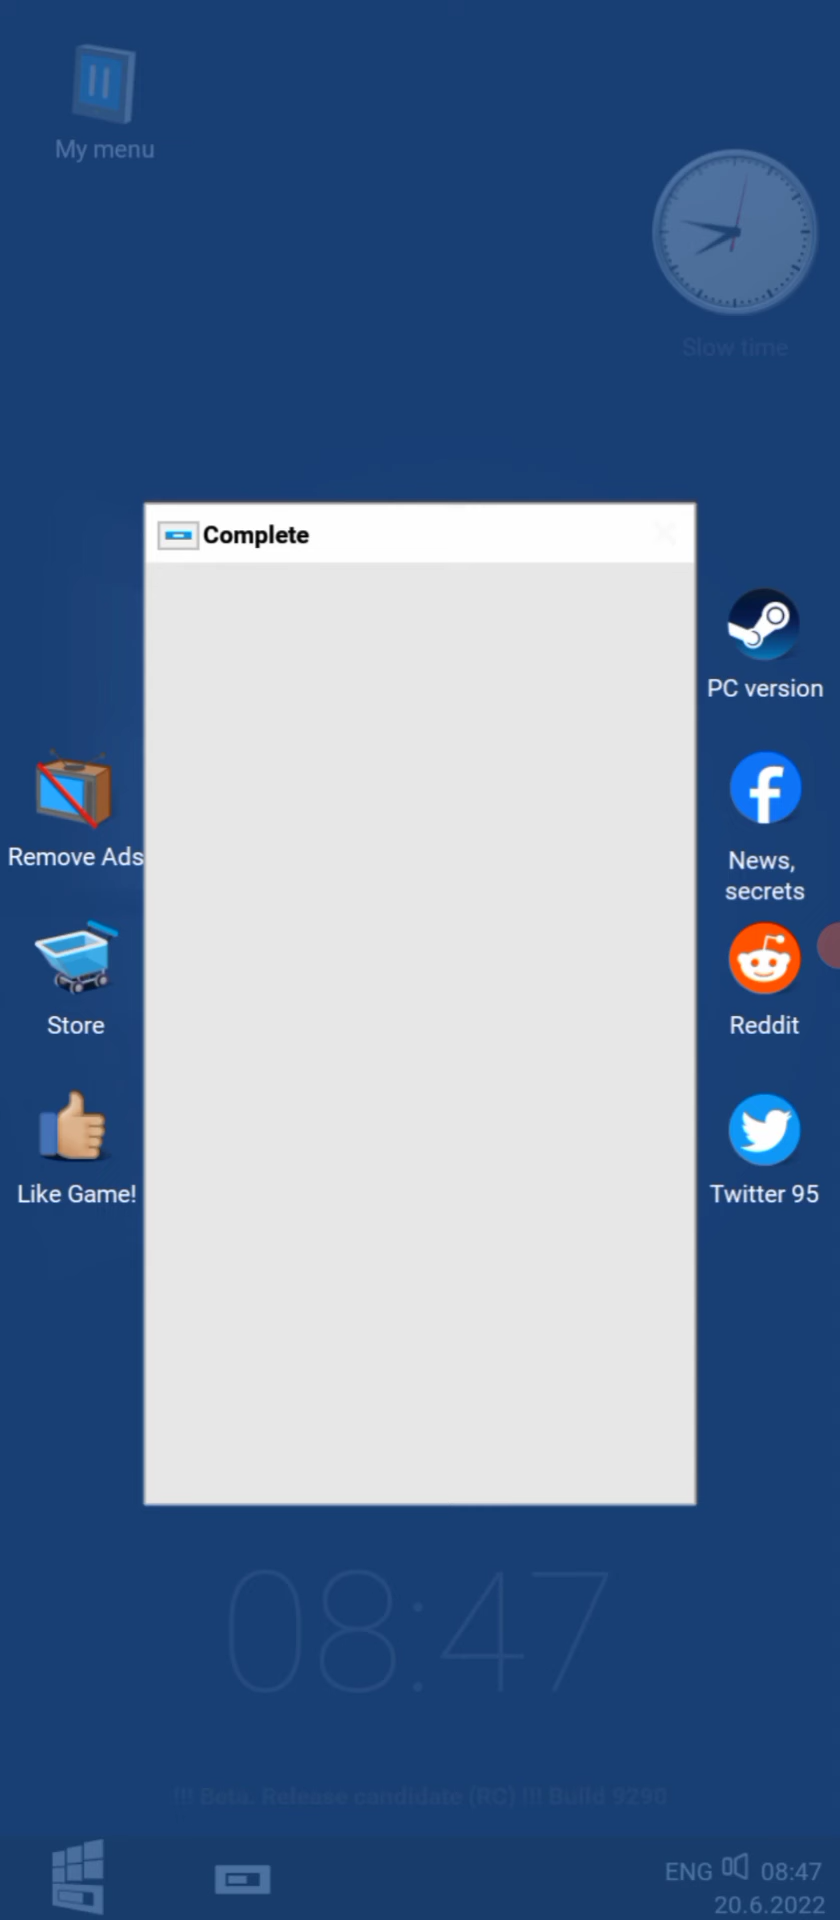 My menu
Slow time
Complete
PC version
Remove Ads
News,
secrets
Store
Reddit
Like Game!
Twitter 95
08:47
!!! Beta. Release candidate (RC) !!! Build 9290
ENG 08:47
20.6.2022